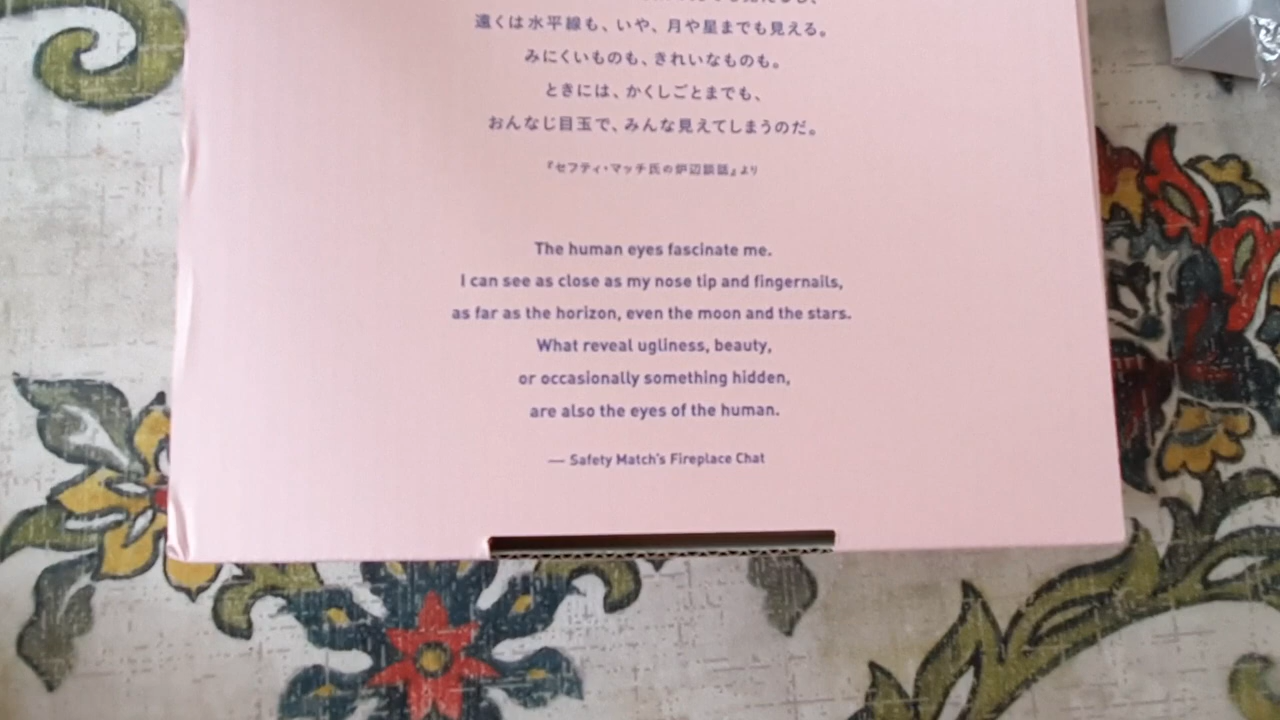 遠くは水平線も、いや、月や星までも見える。
みにくいものも、きれいなものも。
ときには、かくしごとまでも、
おんなじ目玉で、みんな見えてしまうのだ。
『セフティ・マッチ氏の炉辺談話』より
The human eyes fascinate me.
I can see as close as my nose tip and fingernails,
as far as the horizon, even the moon and the stars.
What reveal ugliness, beauty,
or occasionally something hidden,
are also the eyes of the human.
— Safety Match's Fireplace Chat